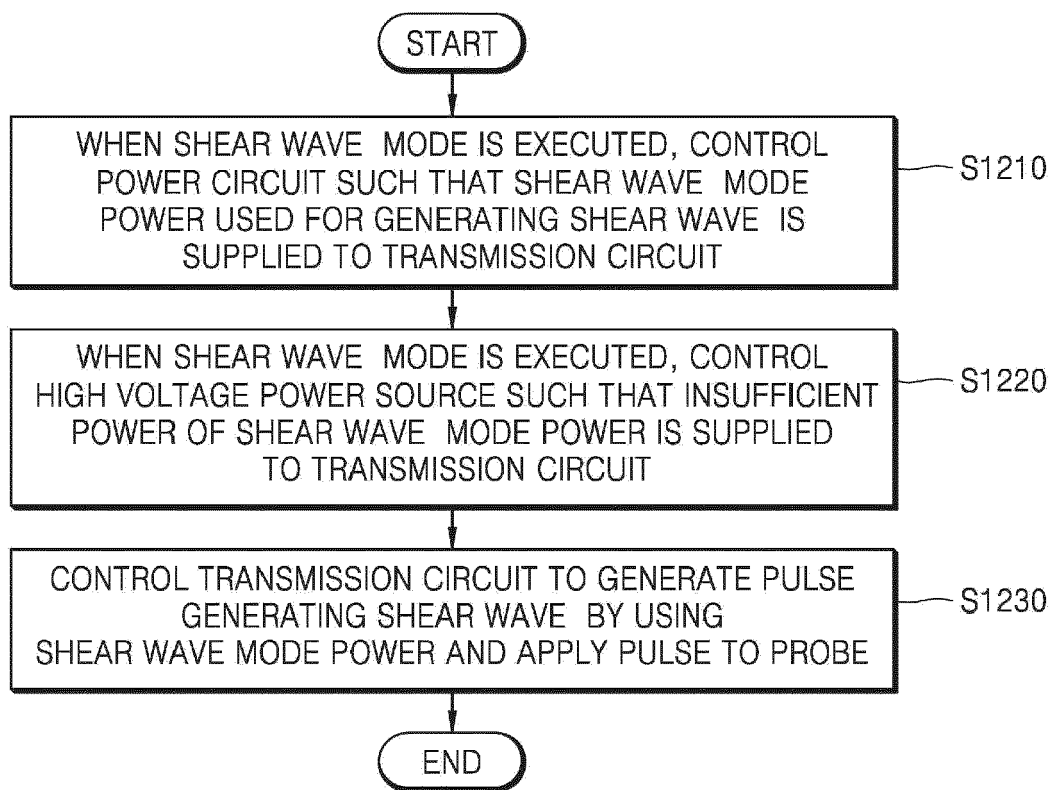 START
WHEN SHEAR WAVE MODE IS EXECUTED, CONTROL
POWER CIRCUIT SUCH THAT SHEAR WAVE MODE
POWER USED FOR GENERATING SHEAR WAVE IS
SUPPLIED TO TRANSMISSION CIRCUIT
S1210
WHEN SHEAR WAVE MODE IS EXECUTED, CONTROL
HIGH VOLTAGE POWER SOURCE SUCH THAT INSUFFICIENT
POWER OF SHEAR WAVE MODE POWER IS SUPPLIED
TO TRANSMISSION CIRCUIT
S1220
CONTROL TRANSMISSION CIRCUIT TO GENERATE PULSE
GENERATING SHEAR WAVE BY USING
SHEAR WAVE MODE POWER AND APPLY PULSE TO PROBE
S1230
END